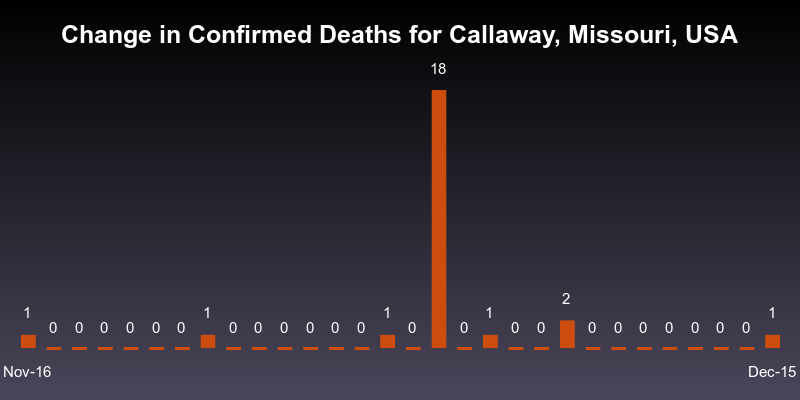 Change in Confirmed Deaths for Callaway, Missouri, USA
18
1 0 0 0 0 0 0 1 0 0 0 0 0 0 1 0 0 1 0 0 2 0 0 0 0 0 0 0 1
Nov-16 Dec-15